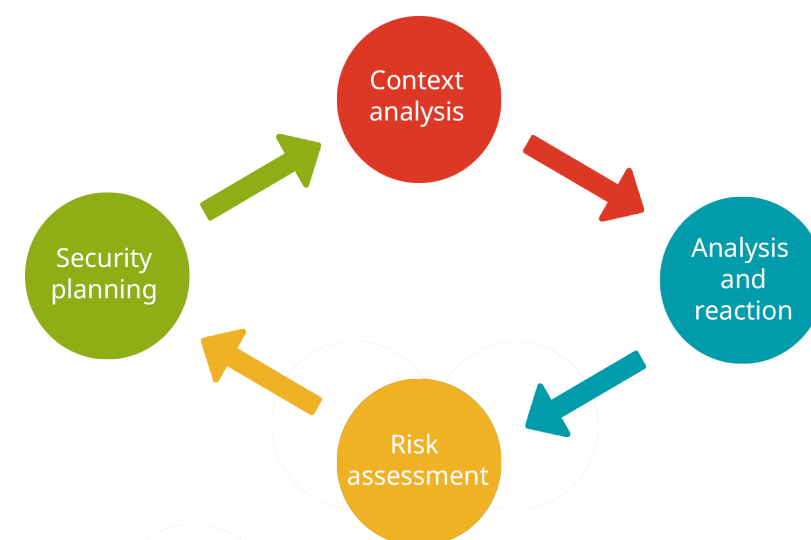 Context
analysis
Security
planning
Analysis
and
reaction
Risk
assessment